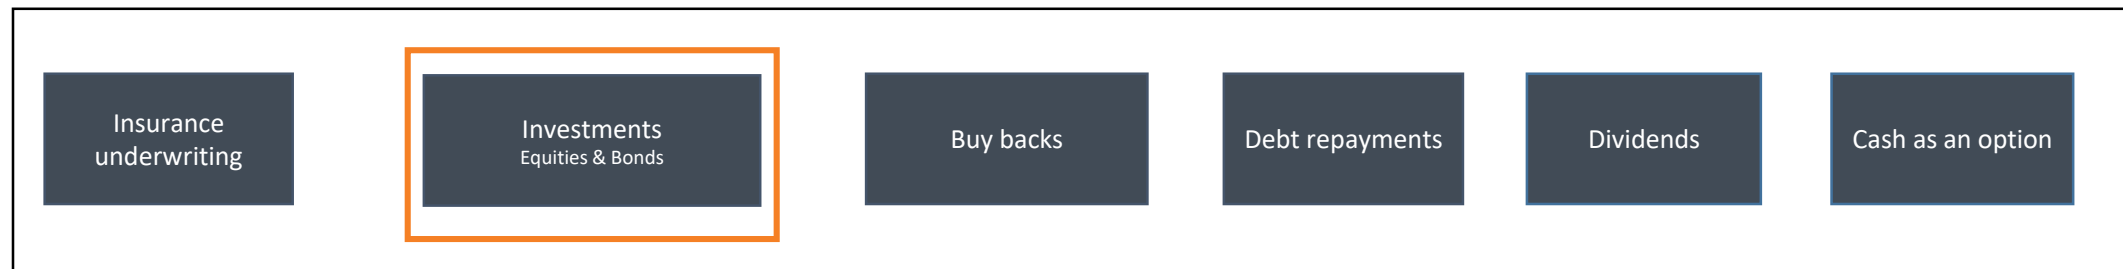 Insurance
underwriting
Investments
Equities & Bonds
Buy backs
Debt repayments
Dividends
Cash as an option